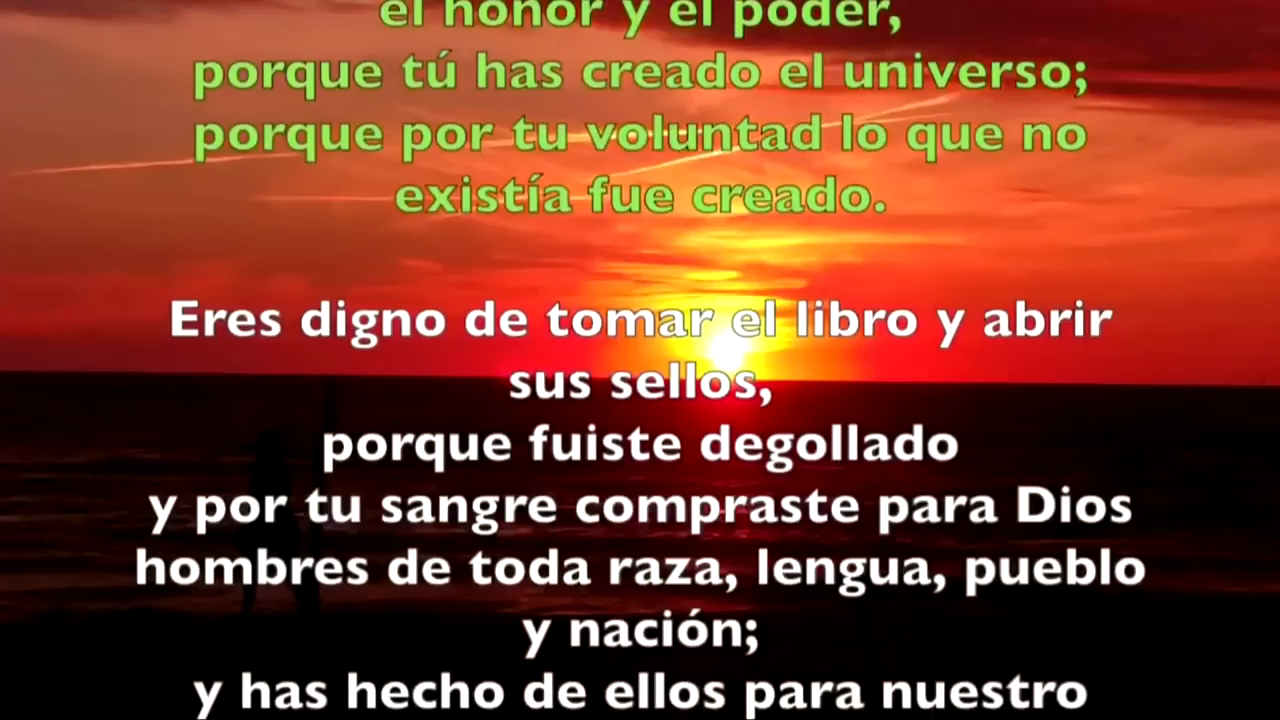 el honor y el poder,
porque tú has creado el universo;
porque por tu voluntad lo que no
existía fue creado.
Eres digno de tomar el libro y abrir
sus sellos,
porque fuiste degollado
y por tu sangre compraste para Dios
hombres de toda raza, lengua, pueblo
y nación;
y has hecho de ellos para nuestro